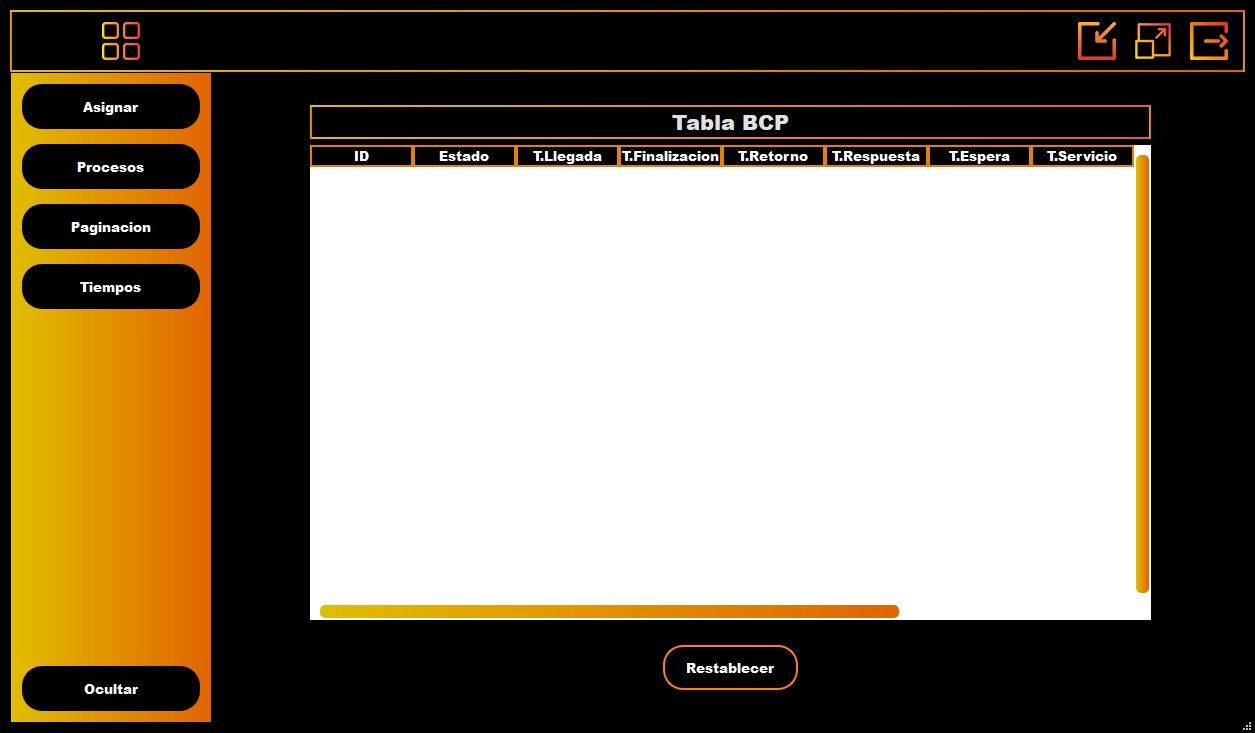 Asignar
Procesos
Paginacion
Tiempos
Ocultar
Tabla BCP
ID Estado T.Llegada T.Finalizacion T.Retorno T.Respuesta T.Espera T.Servicio
Restablecer